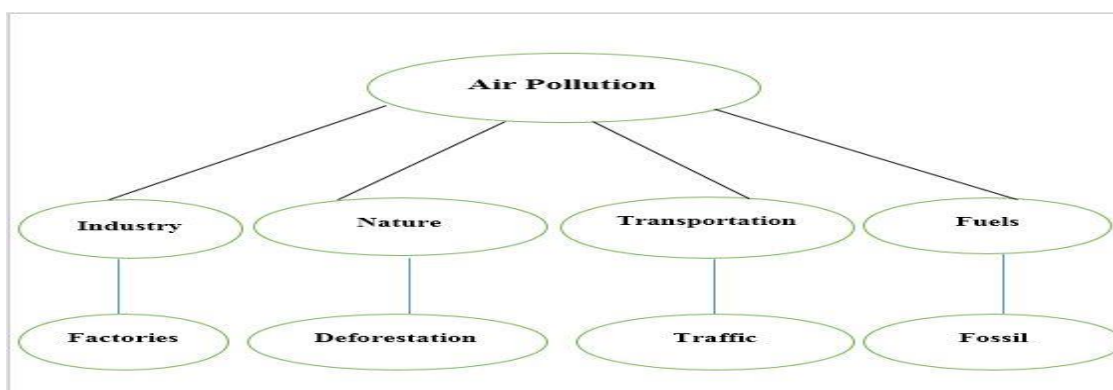 Air Pollution
Industry
Nature
Transportation
Fuels
Factories
Deforestation
Traffic
Fossil